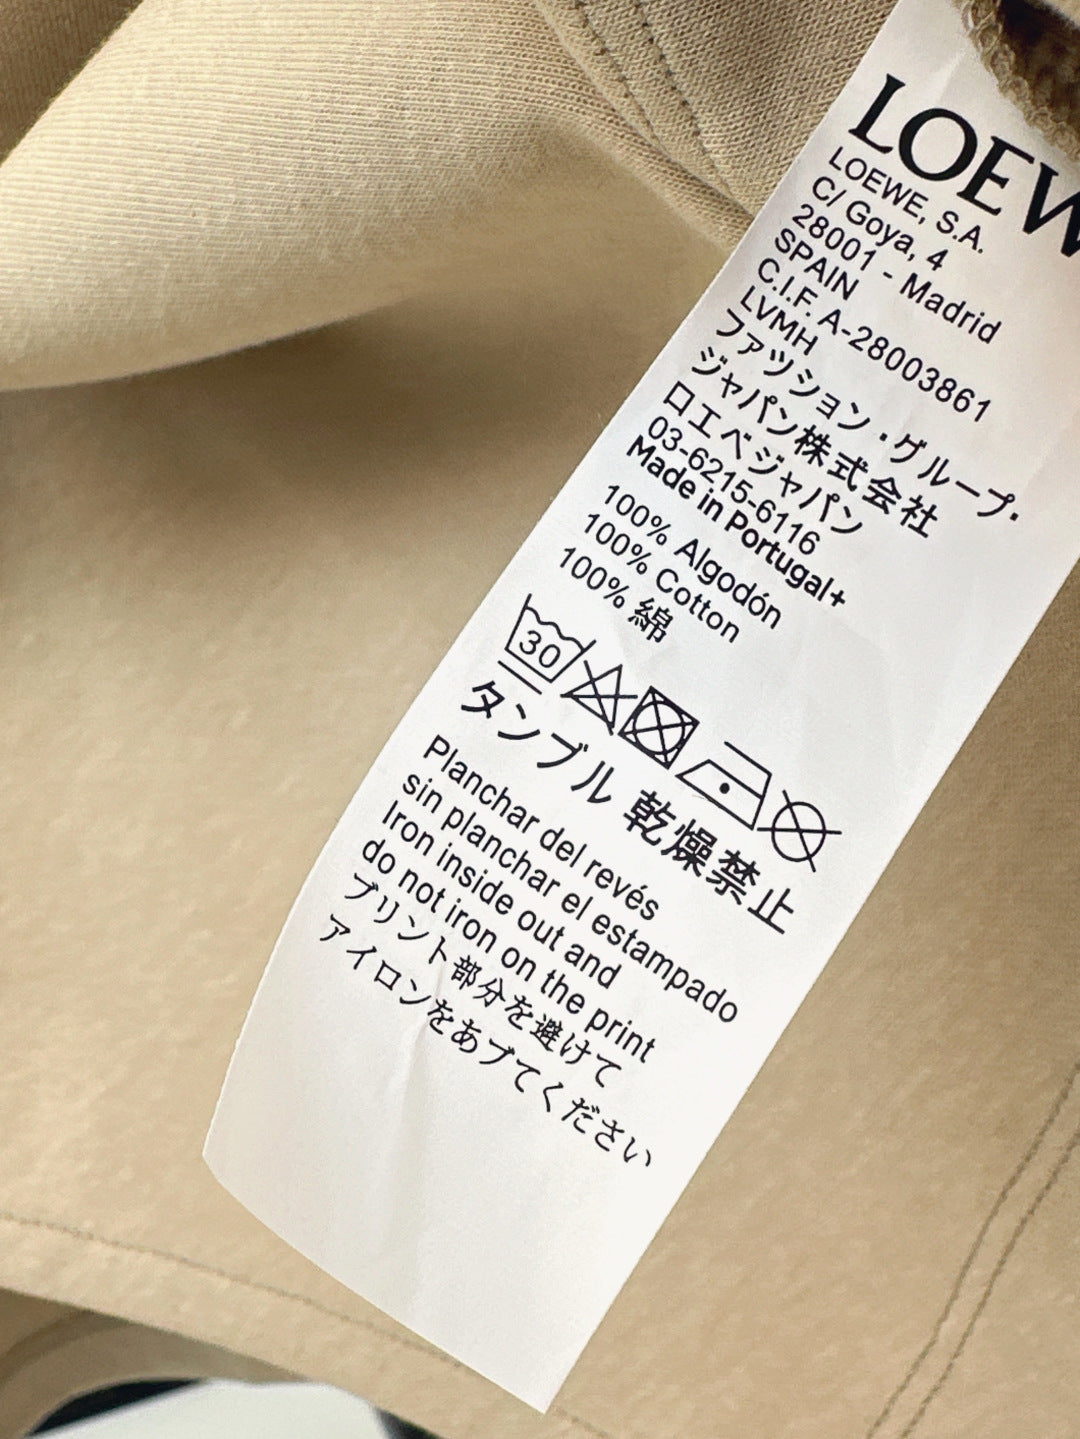 LOEW
LOEWE, S.A.
C/ Goya, 4
28001 - Madrid
SPAIN
C.I.F. A-28003861
LVMH
ファツション・グループ・
ジャパン株式会社
ロエベジャパン
03-6215-6116
Made in Portugal+
100% Algodón
100% Cotton
100% 綿
30
タンブル 乾燥禁止
Planchar del revés
sin planchar el estampado
Iron inside out and
do not iron on the print
プリント部分を避けて
アイロンをあブてください